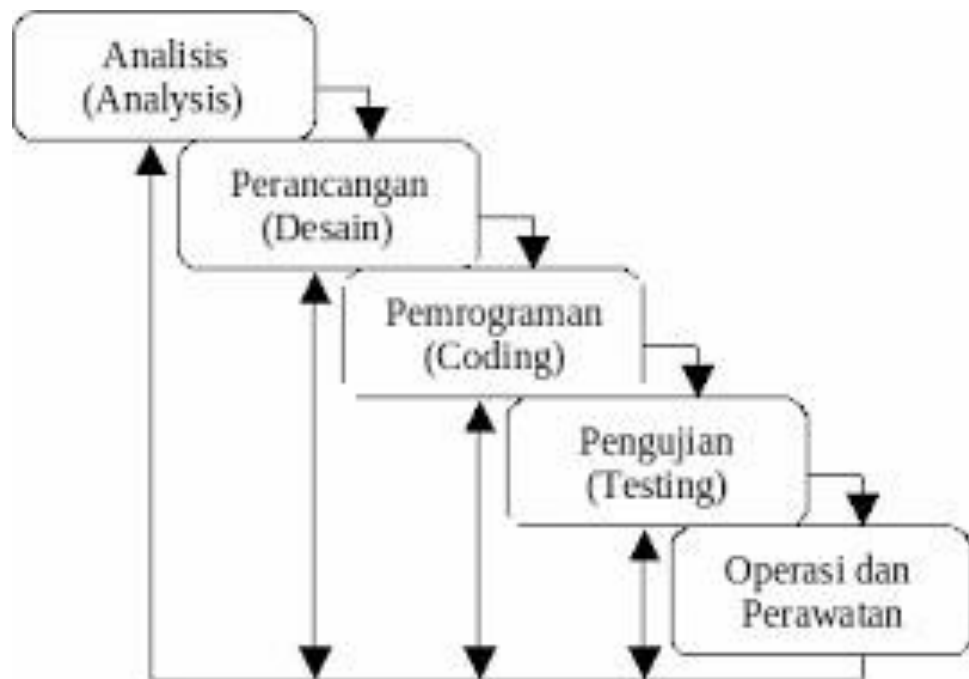 Analisis
(Analysis)
Perancangan
(Desain)
Pemrograman
(Coding)
Pengujian
(Testing)
Operasi dan
Perawatan